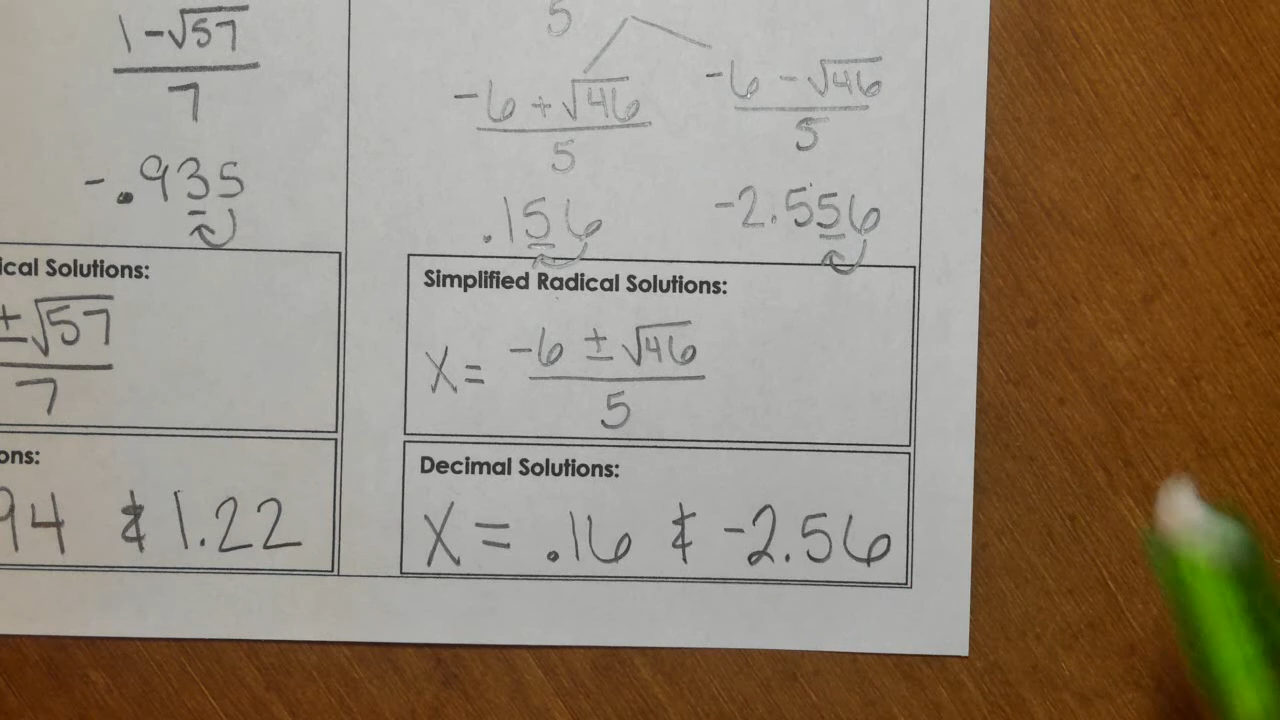 1 - √57
7
-.935
ical Solutions:
± √57
7
ons:
94 & 1.22
5
-6 + √46
5
-6 - √46
5
.156
-2.556
Simplified Radical Solutions:
X = -6 ± √46
5
Decimal Solutions:
X = .16 & -2.56